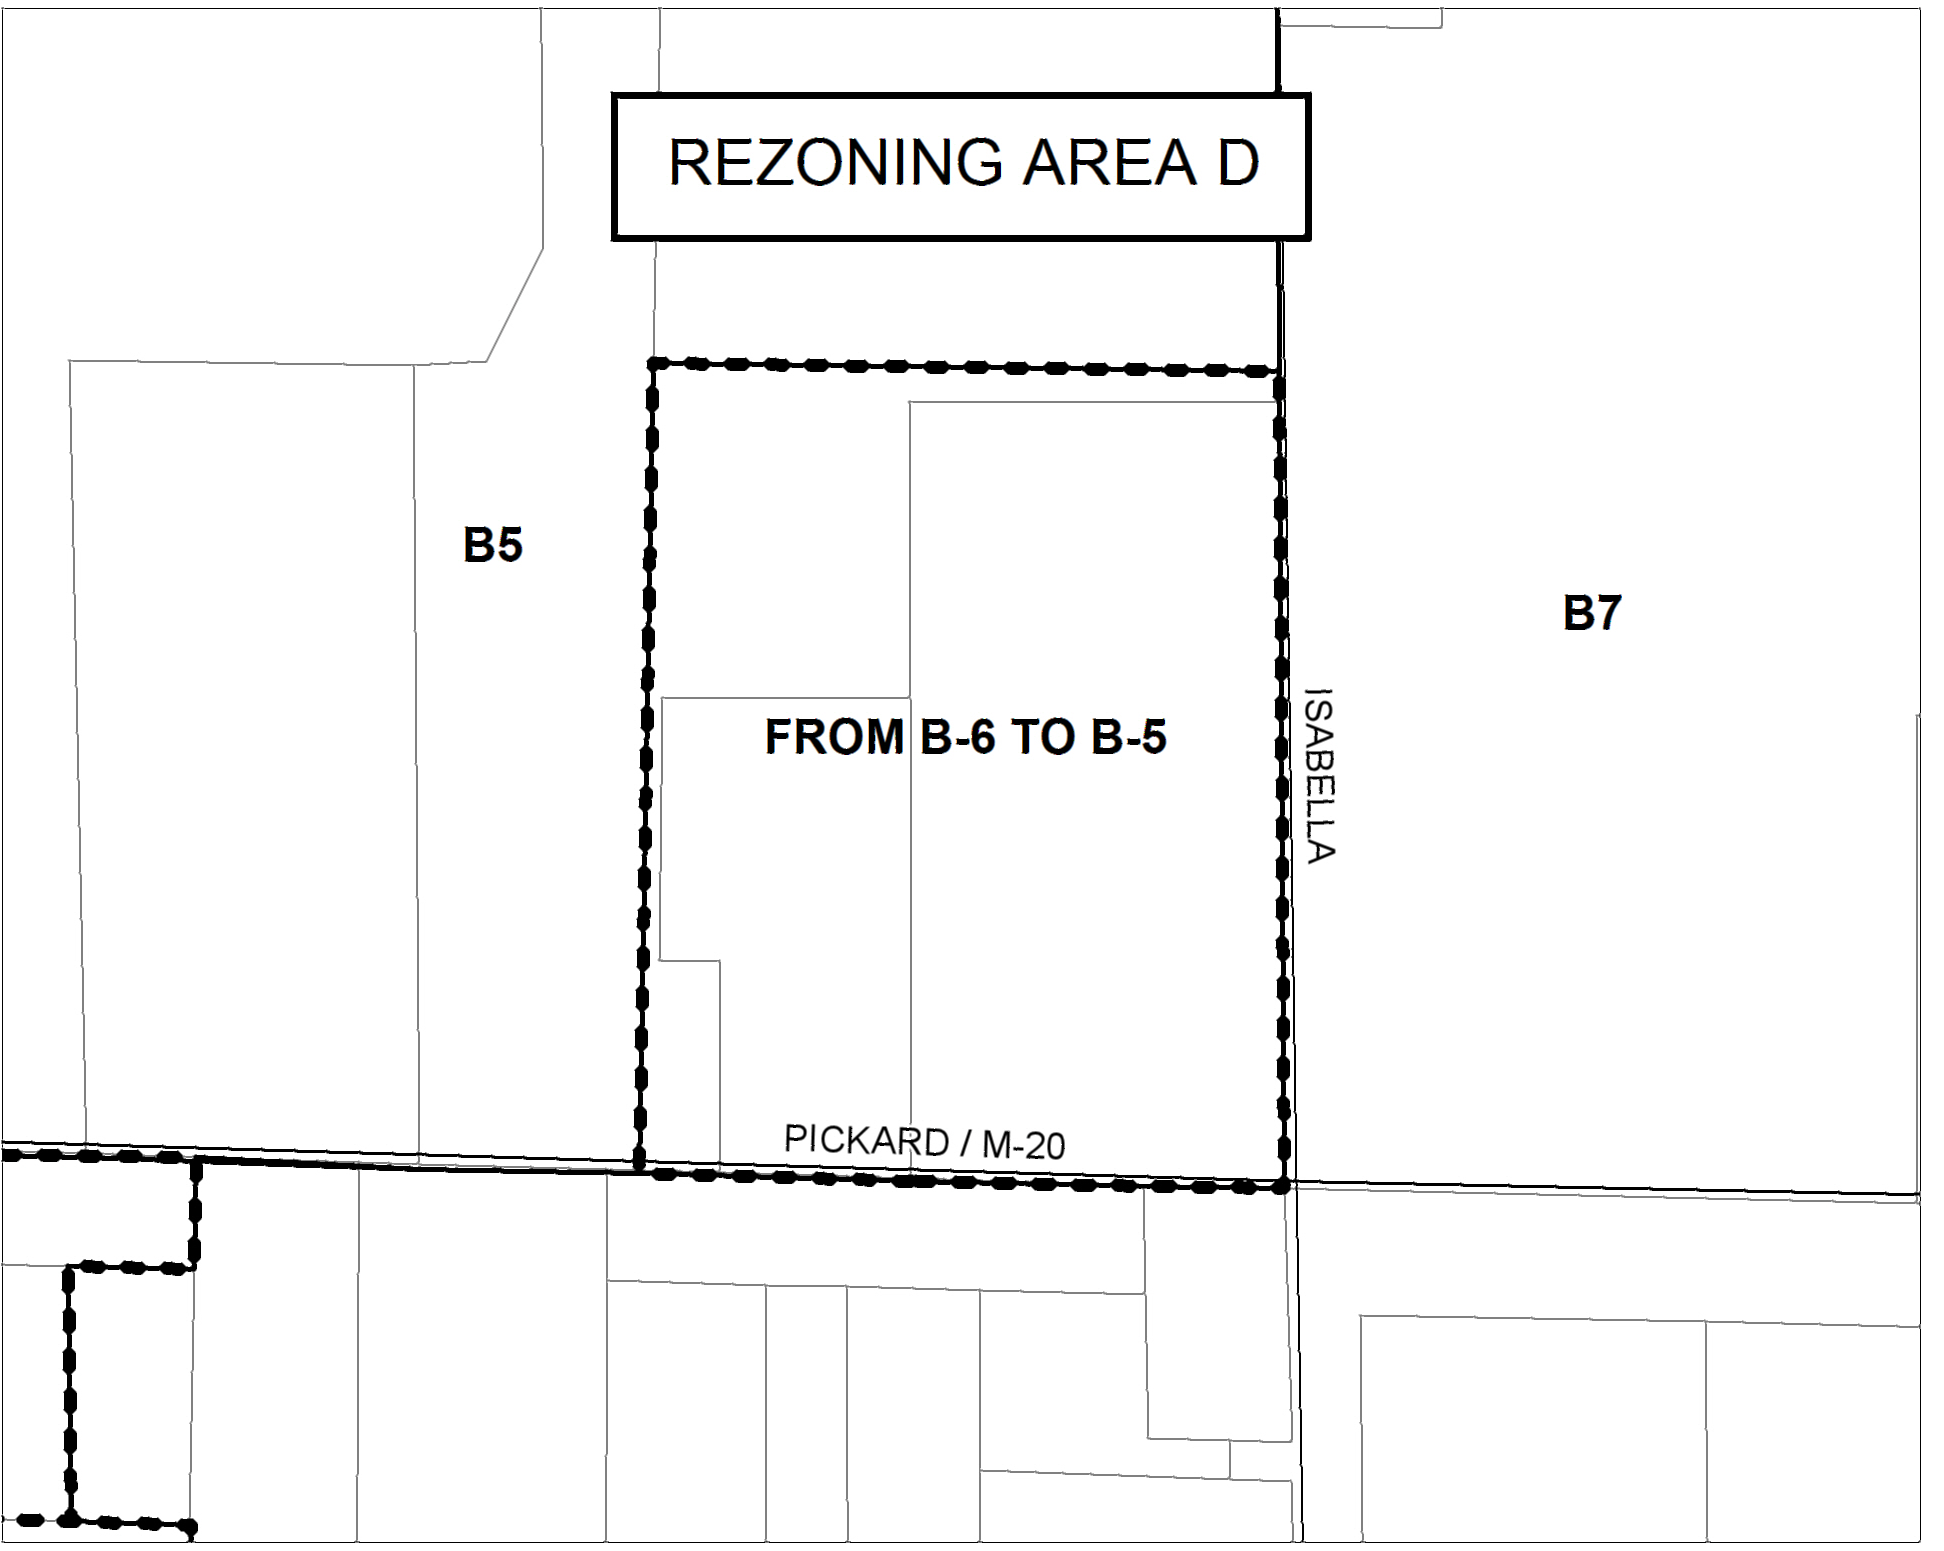 REZONING AREA D
B5
B7
FROM B-6 TO B-5
ISABELLA
PICKARD / M-20